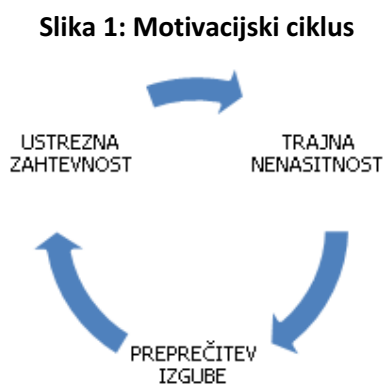 Slika 1: Motivacijski ciklus
USTREZNA
ZAHTEVNOST
TRAJNA
NENASITNOST
PREPREČITEV
IZGUBE